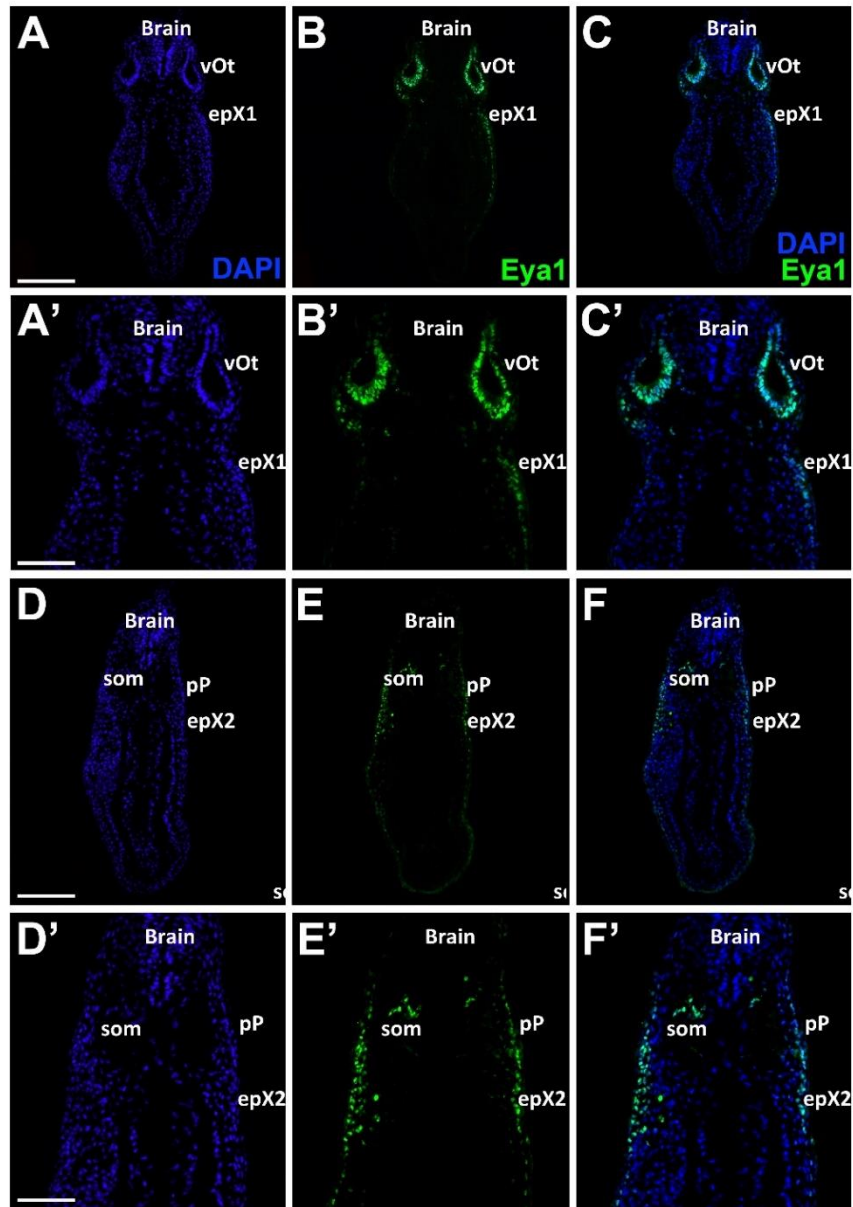 A
Brain
vOt
epX1
DAPI
B
Brain
vOt
epX1
Eya1
C
Brain
vOt
epX1
DAPI
Eya1
A’
Brain
vOt
epX1
B’
Brain
vOt
epX1
C’
Brain
vOt
epX1
D
Brain
som
pP
epX2
E
Brain
som
pP
epX2
F
Brain
som
pP
epX2
D’
Brain
som
pP
epX2
E’
Brain
som
pP
epX2
F’
Brain
som
pP
epX2